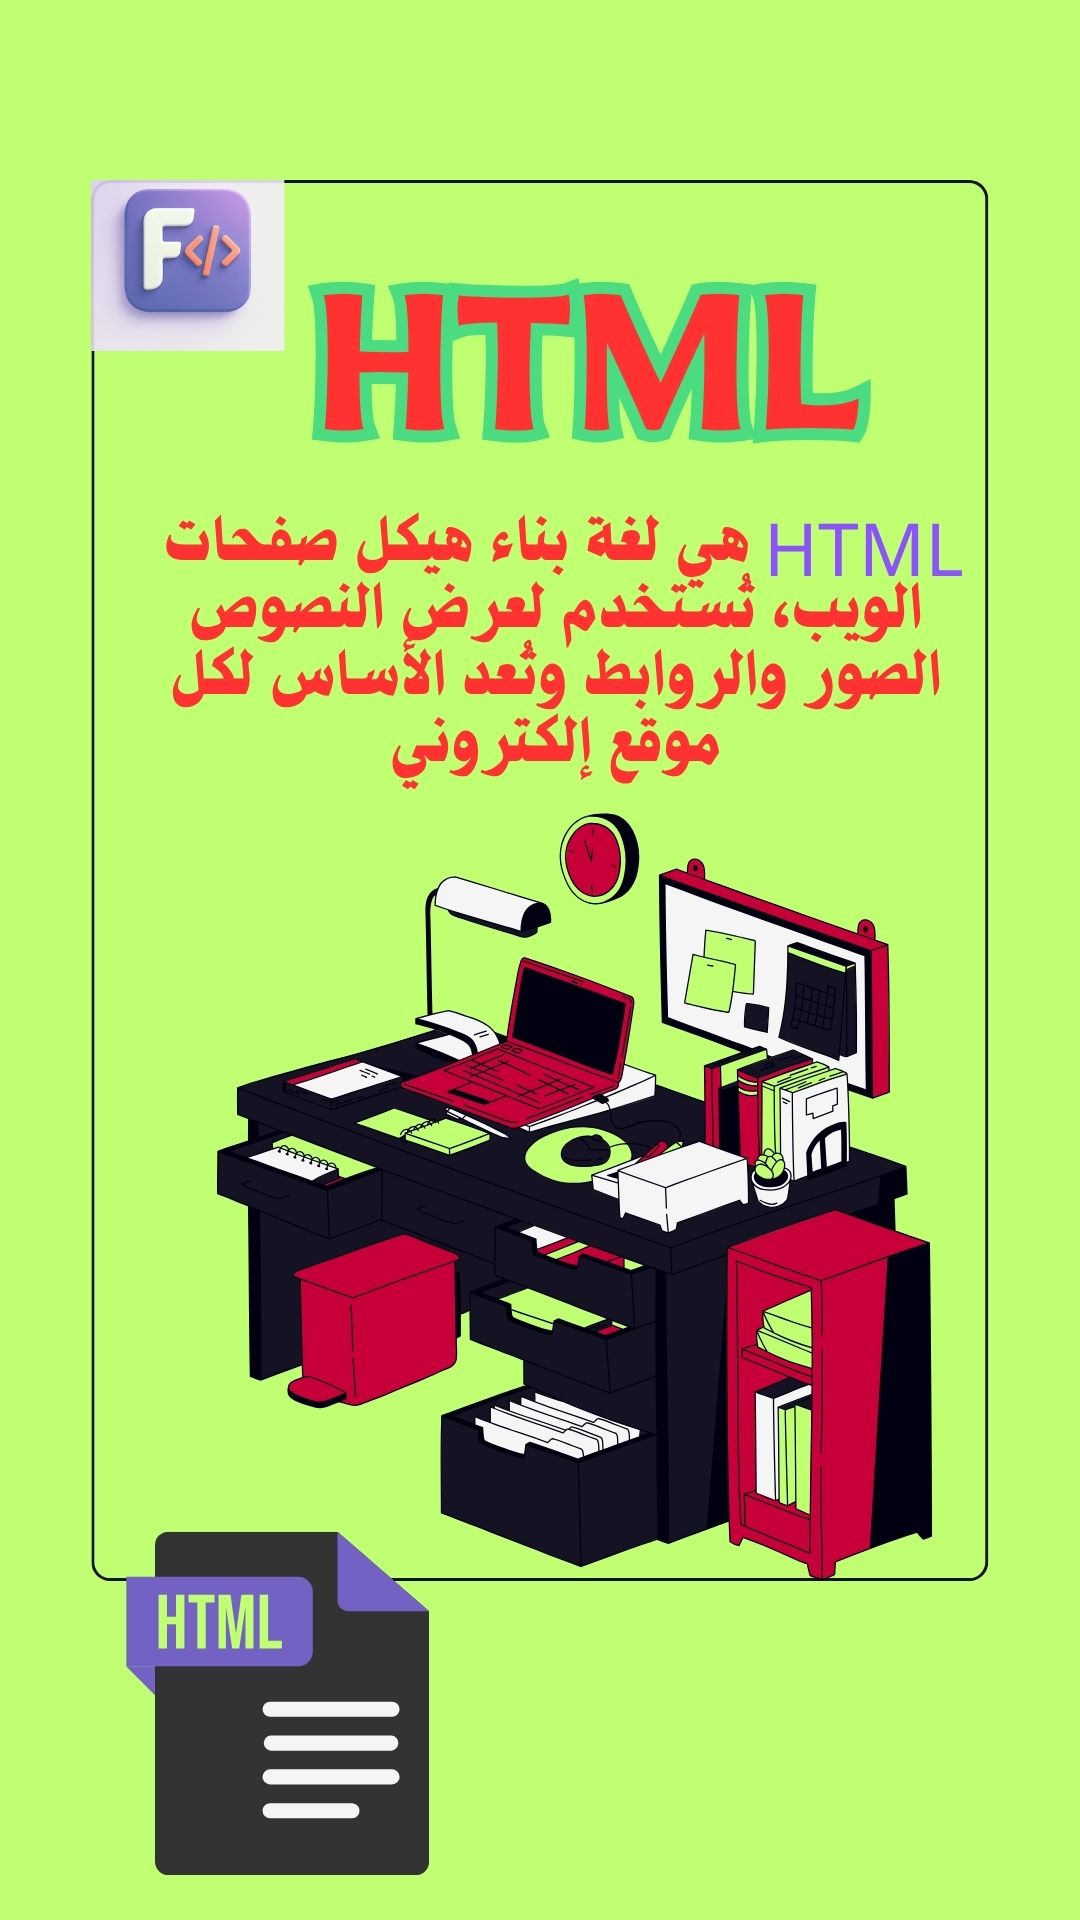 F</>
HTML
HTML هي لغة بناء هيكل صفحات
الويب، تُستخدم لعرض النصوص
الصور والروابط وتُعد الأساس لكل
موقع إلكتروني
HTML